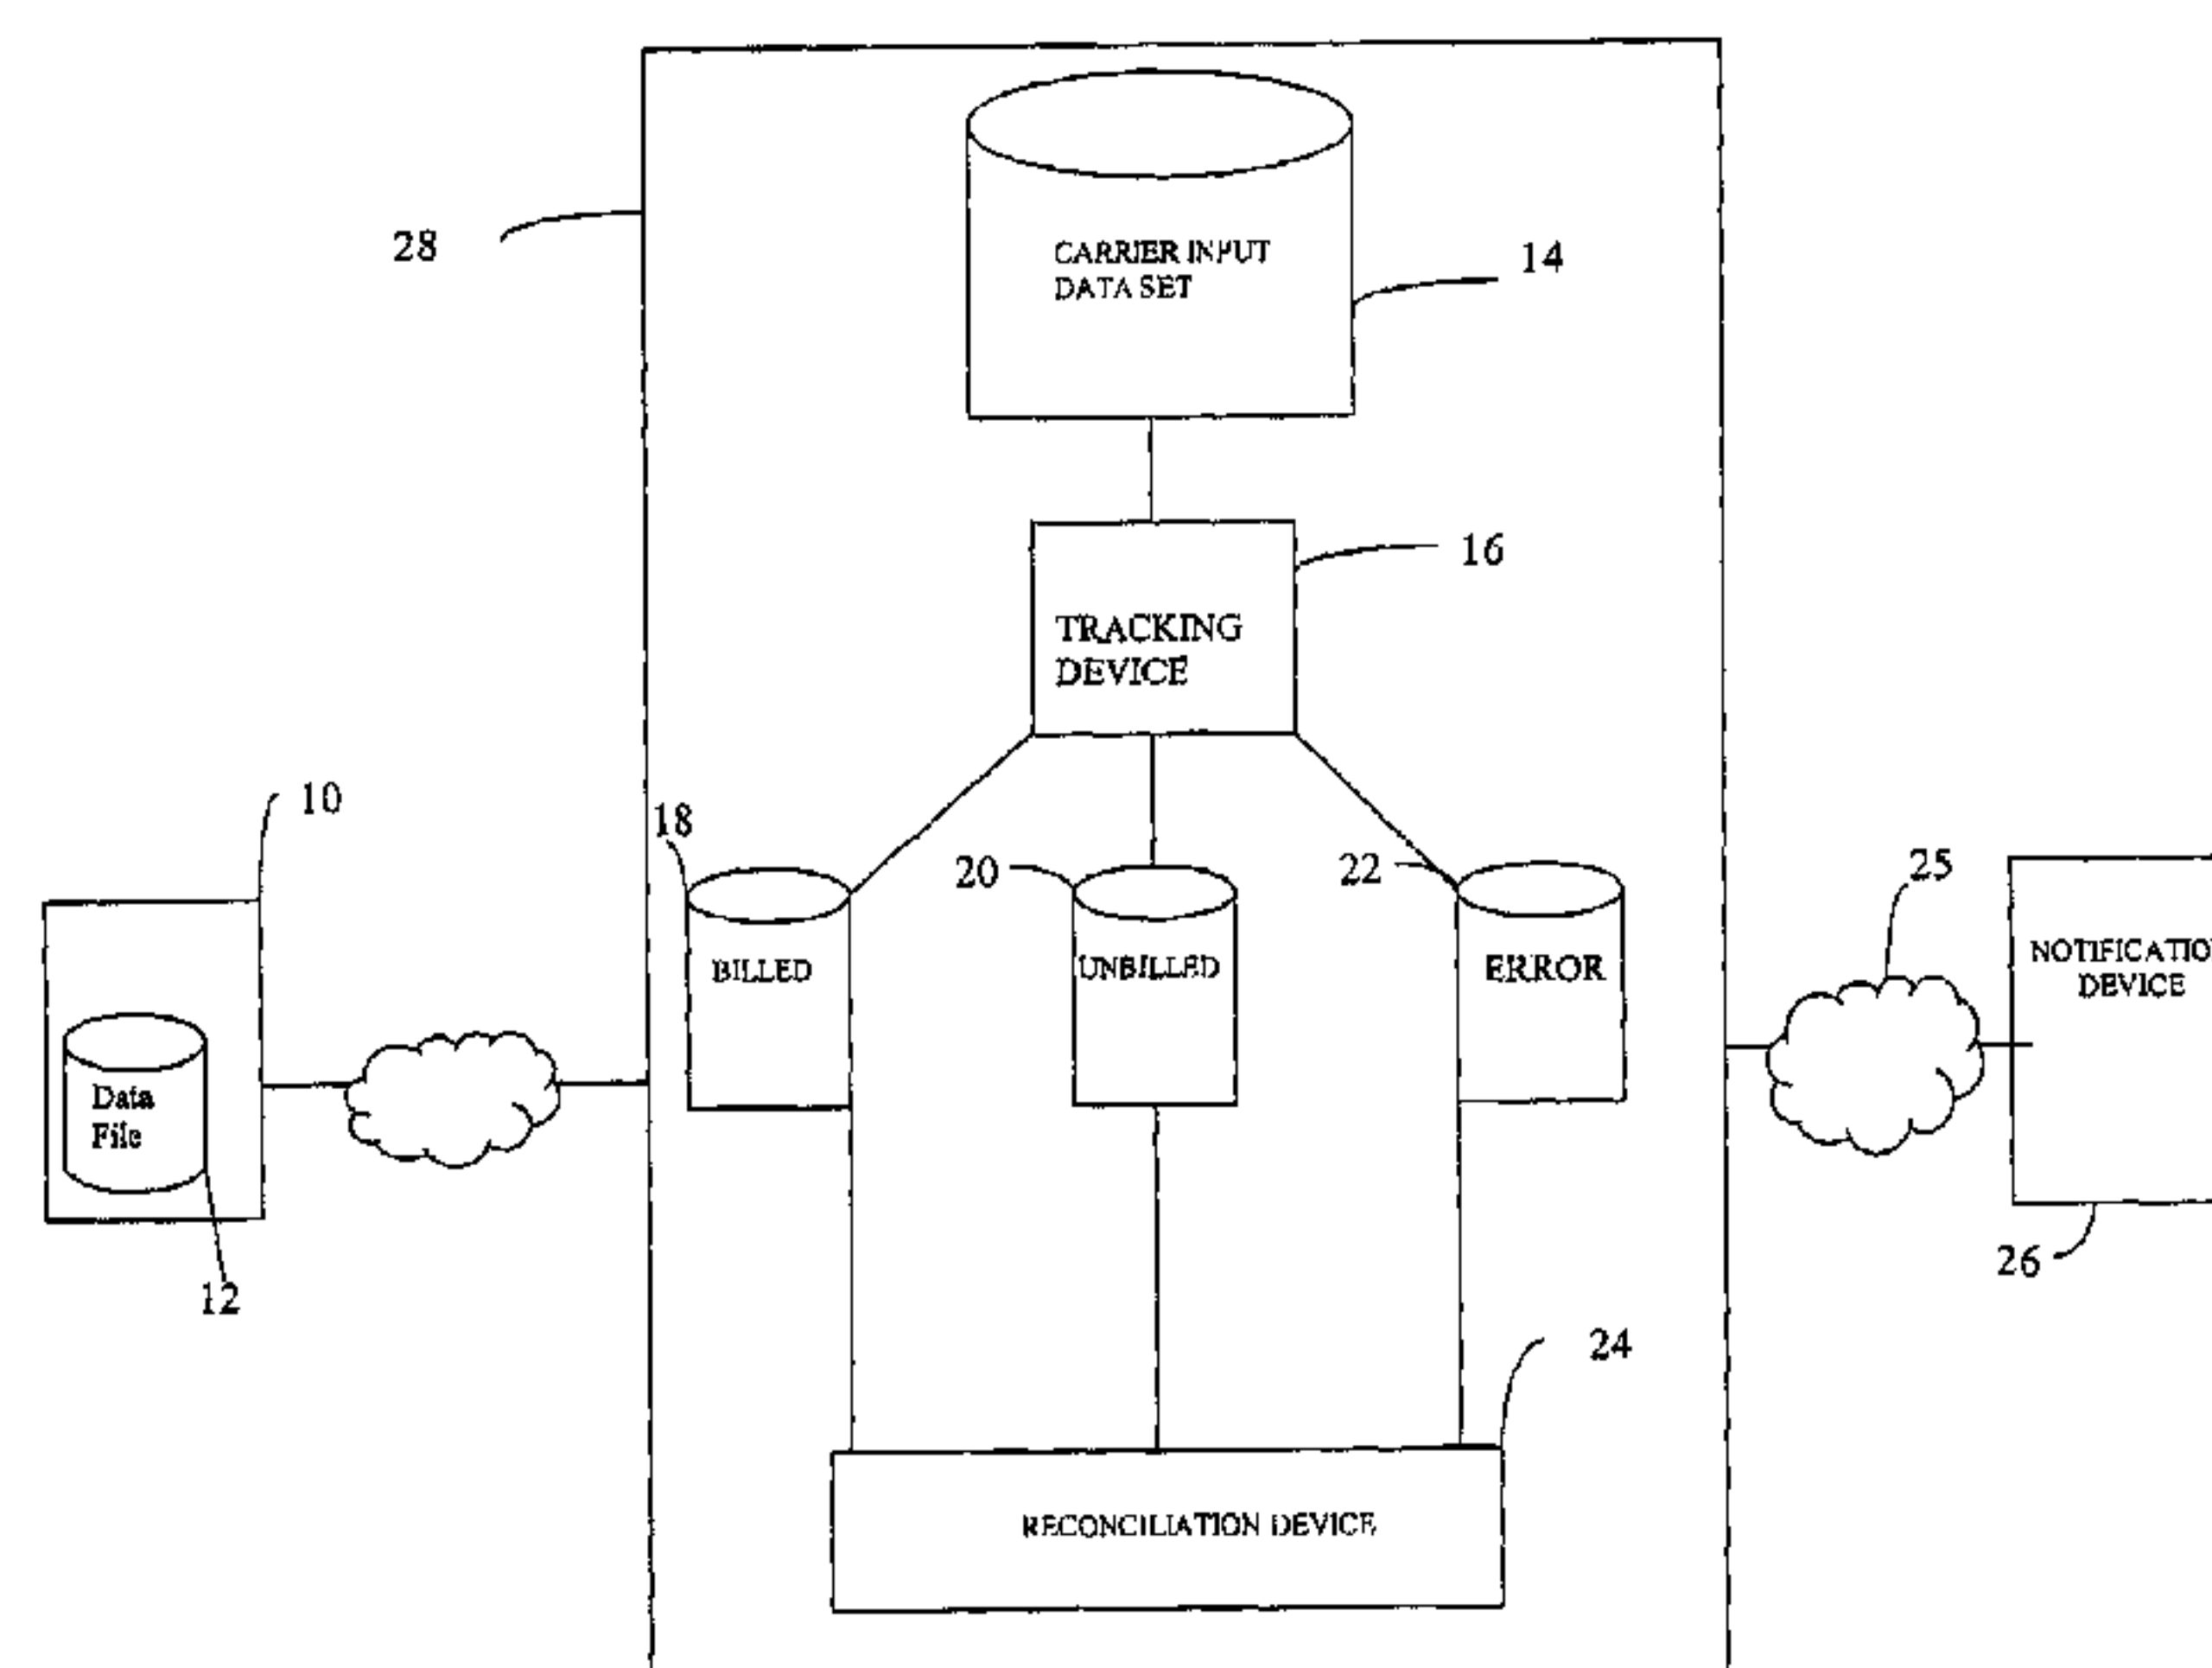 28
CARRIER INPUT
DATA SET
14
16
TRACKING
DEVICE
10
18
20
22
25
BILLED
UNBILLED
ERROR
NOTIFICATIO
DEVICE
Data
File
12
26
24
RECONCILIATION DEVICE